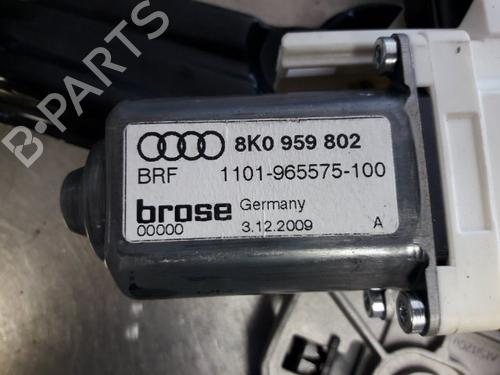 B-PARTS
8K0 959 802
BRF 1101-965575-100
brose Germany
00000 3.12.2009 A